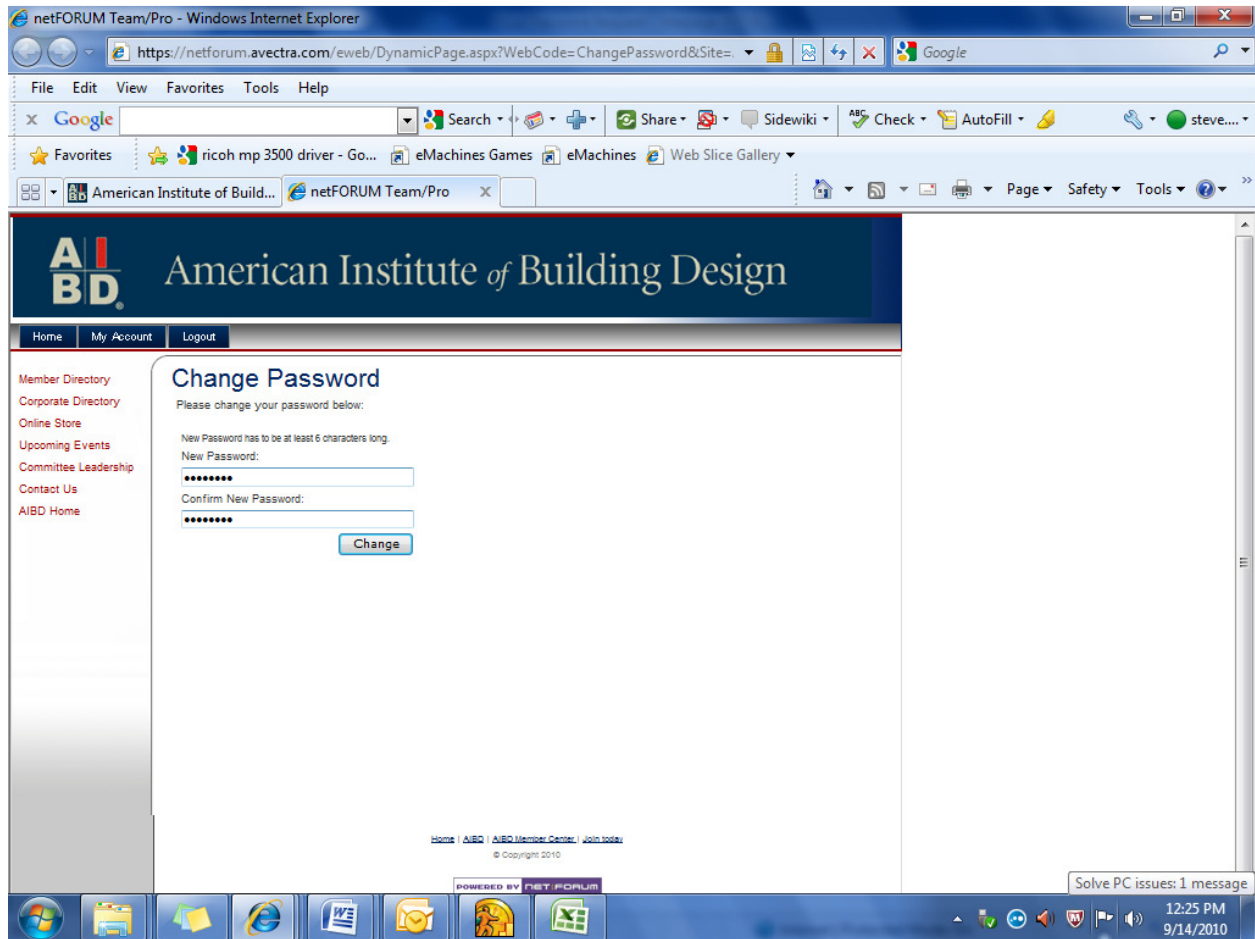 netFORUM Team/Pro - Windows Internet Explorer
https://netforum.avectra.com/eweb/DynamicPage.aspx?WebCode=ChangePassword&Site=.
Google
File Edit View Favorites Tools Help
x Google Search Share Sidewiki ABC Check AutoFill steve....
Favorites ricoh mp 3500 driver - Go... eMachines Games eMachines Web Slice Gallery
American Institute of Build... netFORUM Team/Pro x Page Safety Tools »
AIBD® American Institute of Building Design
Home My Account Logout
Member Directory
Corporate Directory
Online Store
Upcoming Events
Committee Leadership
Contact Us
AIBD Home
Change Password
Please change your password below:
New Password has to be at least 6 characters long.
New Password:
••••••••
Confirm New Password:
••••••••
Change
Home | AIBD | AIBD Member Center | Join today
© Copyright 2010
POWERED BY NET FORUM
Solve PC issues: 1 message
12:25 PM
9/14/2010